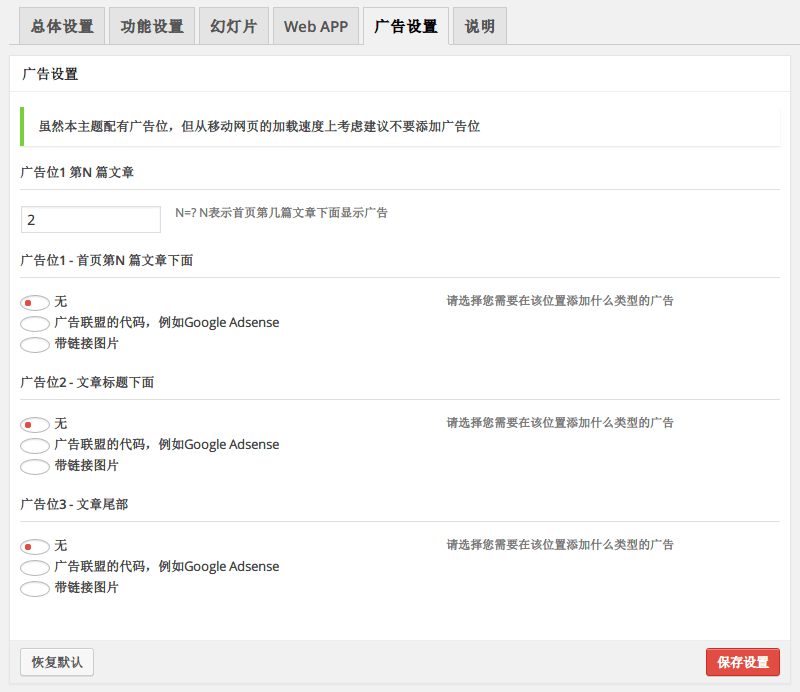 总体设置 功能设置 幻灯片 Web APP 广告设置 说明
广告设置
虽然本主题配有广告位，但从移动网页的加载速度上考虑建议不要添加广告位
广告位1 第N 篇文章
2 N=? N表示首页第几篇文章下面显示广告
广告位1 - 首页第N 篇文章下面
无 请选择您需要在该位置添加什么类型的广告
广告联盟的代码，例如Google Adsense
带链接图片
广告位2 - 文章标题下面
无 请选择您需要在该位置添加什么类型的广告
广告联盟的代码，例如Google Adsense
带链接图片
广告位3 - 文章尾部
无 请选择您需要在该位置添加什么类型的广告
广告联盟的代码，例如Google Adsense
带链接图片
恢复默认 保存设置